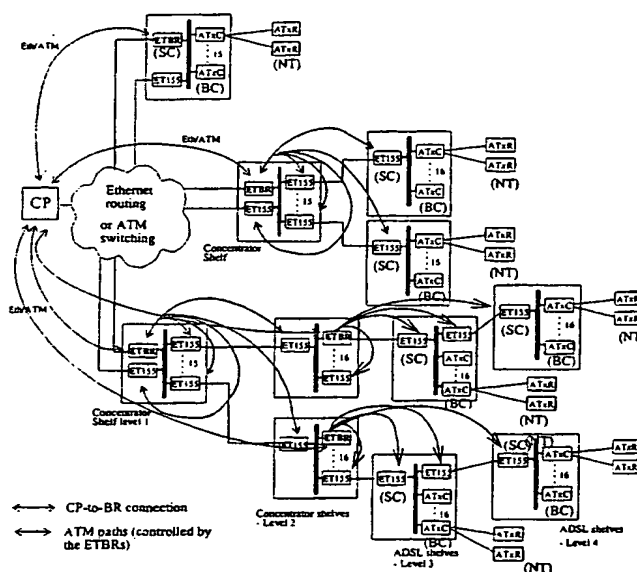 Eth/ATM
ETBR
(SC)
ATxC
15
ATxC
(BC)
ET155
ATxR
ATxR
(NT)
Eth/ATM
CP
Ethernet
routing
or ATM
switching
ETBR
ET155
ET155
15
ET155
Concentrator
Shelf
ET155
(SC)
ATxC
16
ATxC
(BC)
ATxR
ATxR
(NT)
ET155
(SC)
ATxC
15
ATxC
(BC)
ATxR
ATxR
(NT)
Eth/ATM
ETBR
ET155
ET155
15
ET155
Concentrator
Shelf level 1
ET155
ETBR
16
ET155
ET155
(SC)
ET155
ATxC
16
ATxC
(BC)
ATxR
ATxR
(NT)
ET155
(SC)
ATxC
16
ATxC
(BC)
ATxR
ATxR
(NT)
ET155
ETBR
16
ET155
Concentrator shelves
- Level 2
ET155
(SC)
ET155
ATxC
15
ATxC
(BC)
ATxR
ATxR
(NT)
ADSL shelves
- Level 3
ET155
ATxC
16
ATxC
(BC)
ATxR
ATxR
(NT)
ADSL shelves
- Level 4
CP-to-BR connection
ATM paths (controlled by
the ETBRs)